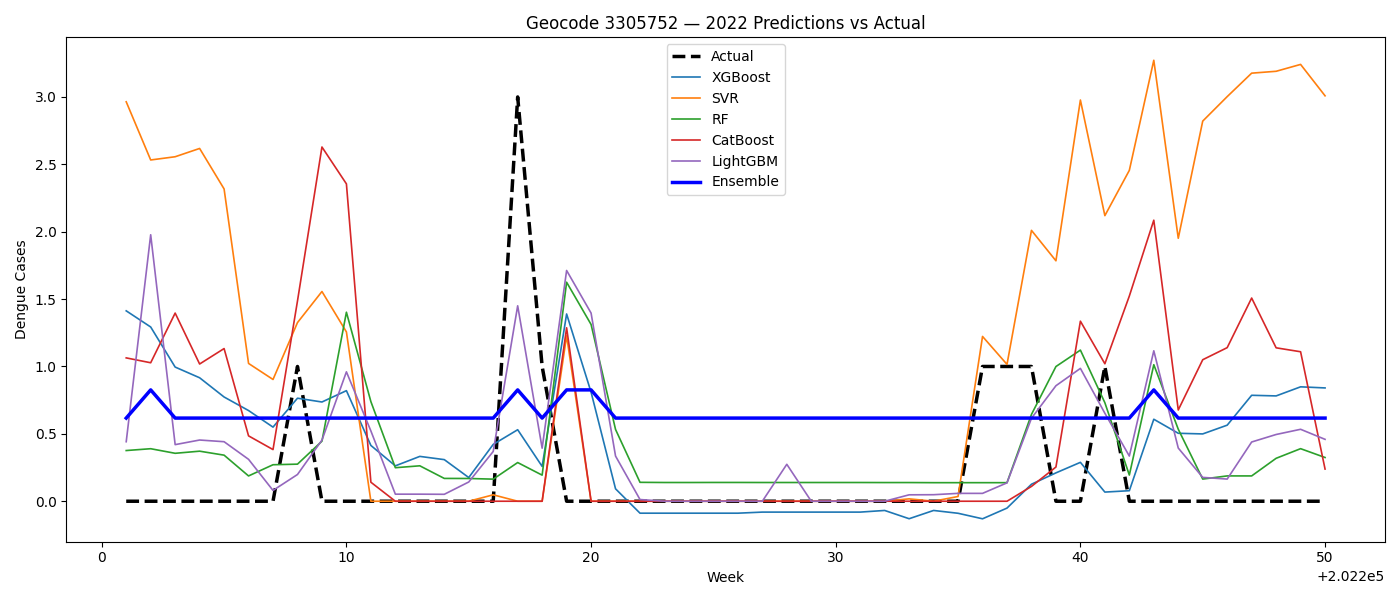 Geocode 3305752 — 2022 Predictions vs Actual
Actual
XGBoost
SVR
RF
CatBoost
LightGBM
Ensemble
Dengue Cases
3.0
2.5
2.0
1.5
1.0
0.5
0.0
0 10 20 30 40 50
Week
+2.022e5